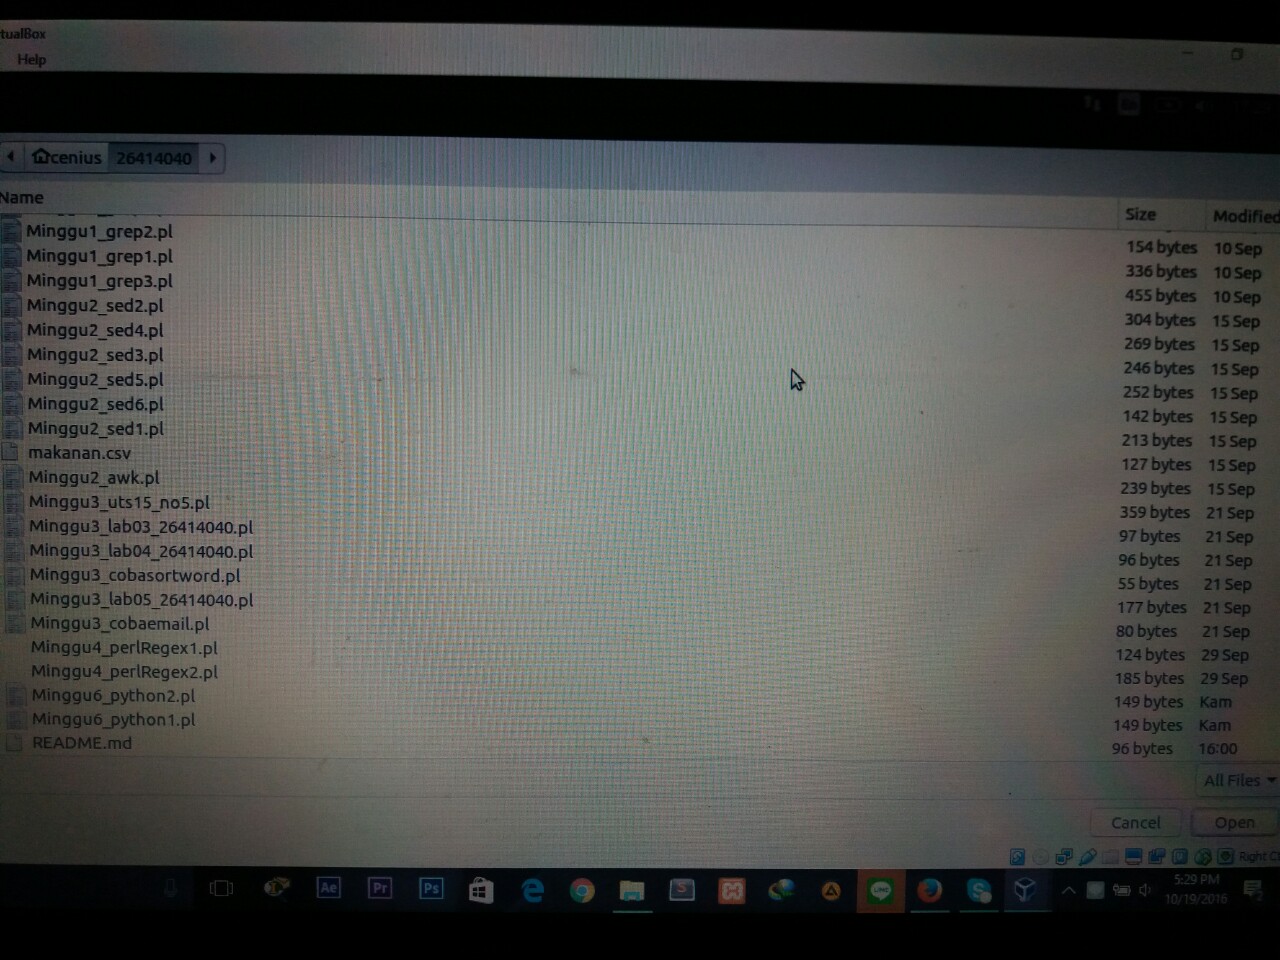 tualBox
Help
cenius 26414040
Name Size Modified
Minggu1_grep2.pl 154 bytes 10 Sep
Minggu1_grep1.pl 336 bytes 10 Sep
Minggu1_grep3.pl 455 bytes 10 Sep
Minggu2_sed2.pl 304 bytes 15 Sep
Minggu2_sed4.pl 269 bytes 15 Sep
Minggu2_sed3.pl 246 bytes 15 Sep
Minggu2_sed5.pl 252 bytes 15 Sep
Minggu2_sed6.pl 142 bytes 15 Sep
Minggu2_sed1.pl 213 bytes 15 Sep
makanan.csv 127 bytes 15 Sep
Minggu2_awk.pl 239 bytes 15 Sep
Minggu3_uts15_no5.pl 359 bytes 21 Sep
Minggu3_lab03_26414040.pl 97 bytes 21 Sep
Minggu3_lab04_26414040.pl 96 bytes 21 Sep
Minggu3_cobasortword.pl 55 bytes 21 Sep
Minggu3_lab05_26414040.pl 177 bytes 21 Sep
Minggu3_cobaemail.pl 80 bytes 21 Sep
Minggu4_perlRegex1.pl 124 bytes 29 Sep
Minggu4_perlRegex2.pl 185 bytes 29 Sep
Minggu6_python2.pl 149 bytes Kam
Minggu6_python1.pl 149 bytes Kam
README.md 96 bytes 16:00
All Files
Cancel Open
Right C
Ae Pr Ps S LINE S
5:29 PM
10/19/2016